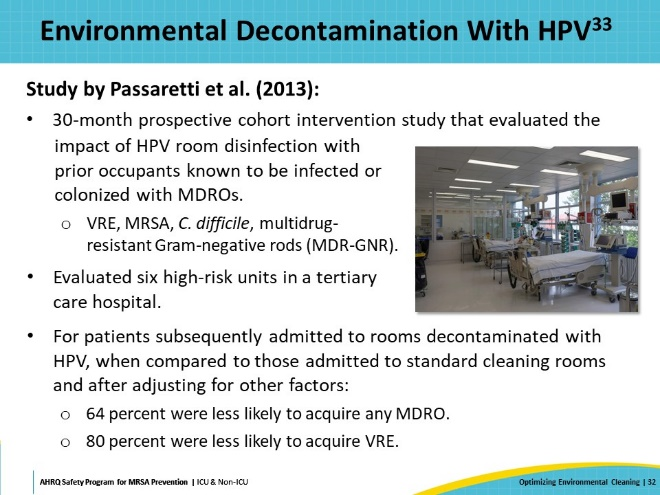 Environmental Decontamination With HPV33
Study by Passaretti et al. (2013):
• 30-month prospective cohort intervention study that evaluated the
impact of HPV room disinfection with
prior occupants known to be infected or
colonized with MDROs.
o VRE, MRSA, C. difficile, multidrug-
resistant Gram-negative rods (MDR-GNR).
• Evaluated six high-risk units in a tertiary
care hospital.
• For patients subsequently admitted to rooms decontaminated with
HPV, when compared to those admitted to standard cleaning rooms
and after adjusting for other factors:
o 64 percent were less likely to acquire any MDRO.
o 80 percent were less likely to acquire VRE.
AHRQ Safety Program for MRSA Prevention | ICU & Non-ICU
Optimizing Environmental Cleaning | 32